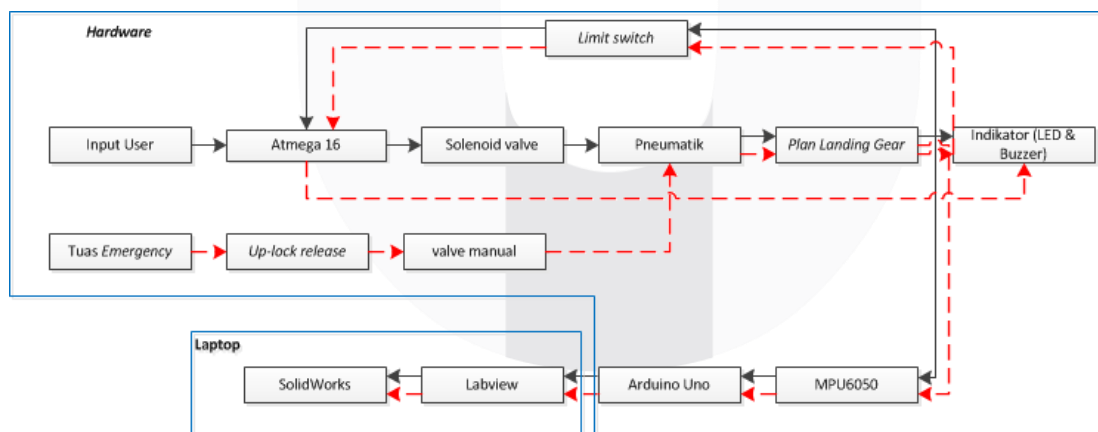 Hardware
Limit switch
Input User
Atmega 16
Solenoid valve
Pneumatik
Plan Landing Gear
Indikator (LED &
Buzzer)
Tuas Emergency
Up-lock release
valve manual
Laptop
SolidWorks
Labview
Arduino Uno
MPU6050